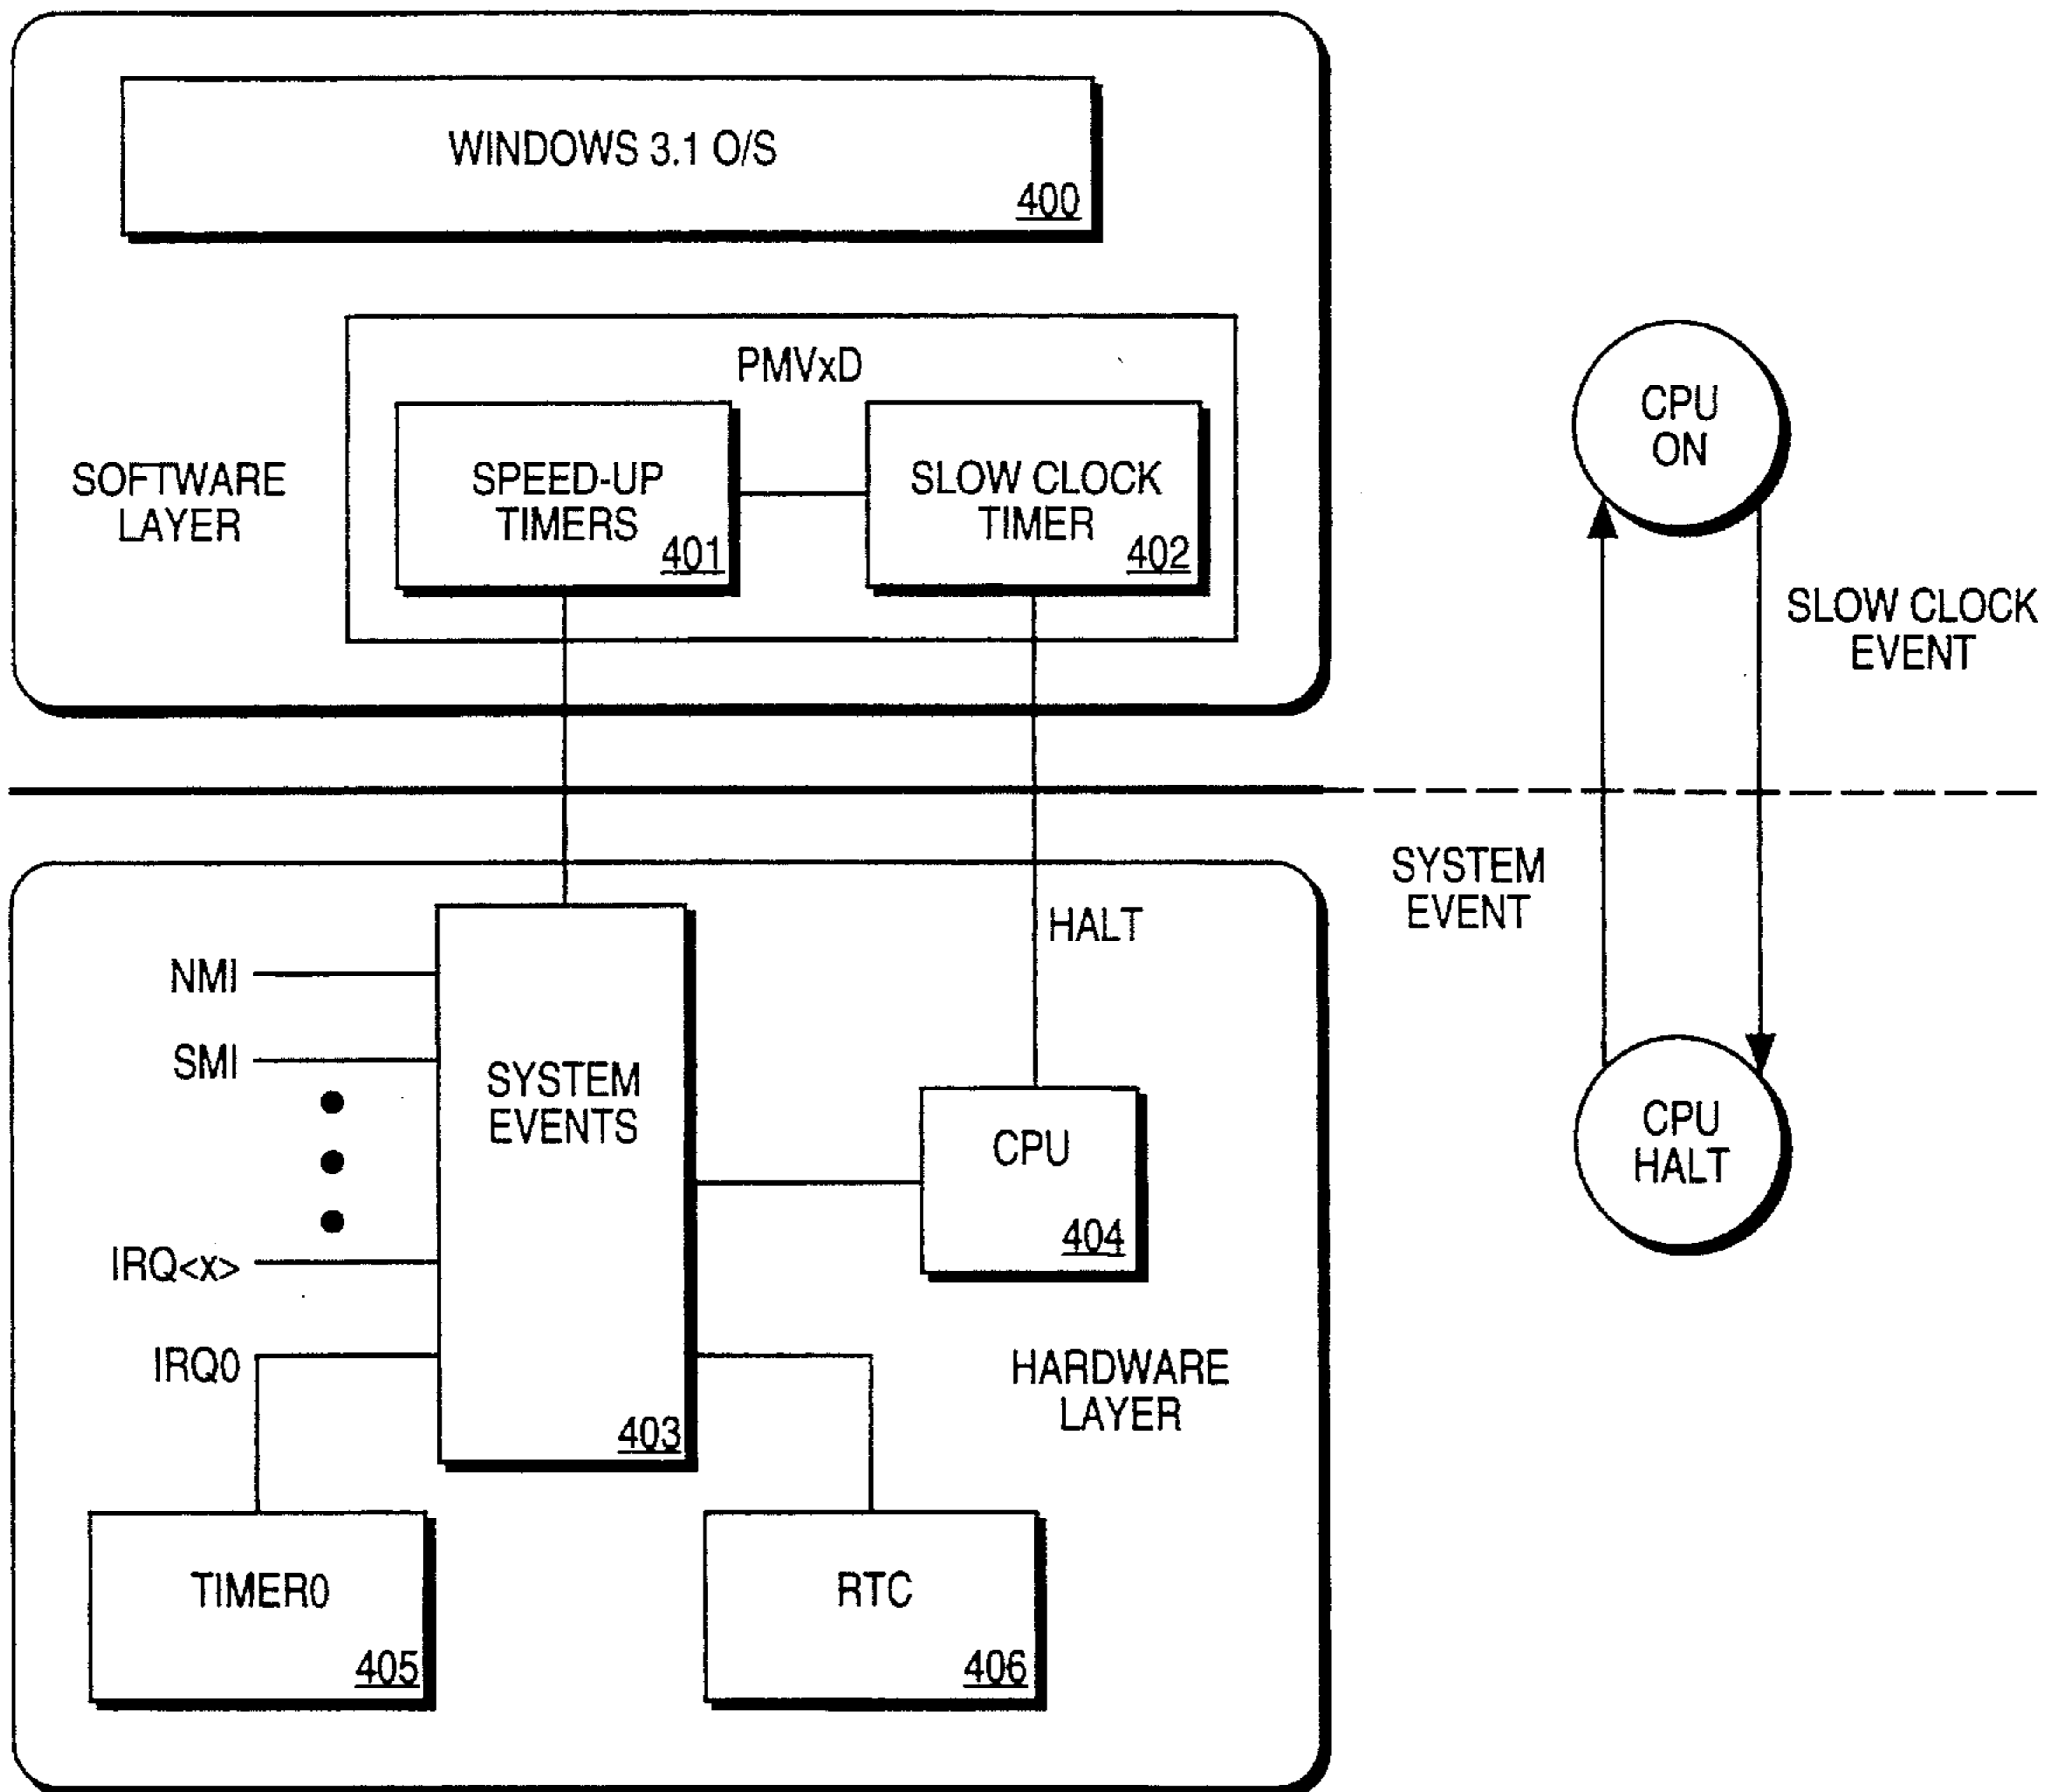 WINDOWS 3.1 O/S
400
PMVxD
SOFTWARE
LAYER
SPEED-UP
TIMERS
401
SLOW CLOCK
TIMER
402
CPU
ON
SLOW CLOCK
EVENT
SYSTEM
EVENT
CPU
HALT
HALT
NMI
SMI
IRQ<x>
IRQ0
SYSTEM
EVENTS
403
CPU
404
HARDWARE
LAYER
TIMER0
405
RTC
406